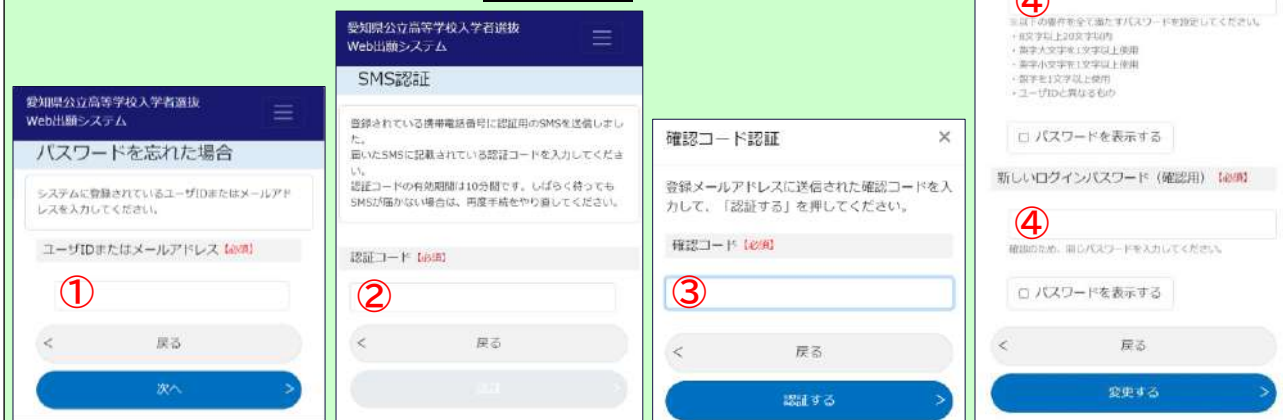 愛知県公立高等学校入学者選抜
Web出願システム
パスワードを忘れた場合
システムに登録されているユーザIDまたはメールアド
レスを入力してください。
ユーザIDまたはメールアドレス【必須】
①
< 戻る
次へ >
愛知県公立高等学校入学者選抜
Web出願システム
SMS認証
登録されている携帯電話番号に認証用のSMSを送信しまし
た。
届いたSMSに記載されている認証コードを入力してくださ
い。
認証コードの有効期間は10分間です。しばらく待っても
SMSが届かない場合は、再度手続をやり直してください。
認証コード【必須】
②
< 戻る
認証 >
確認コード認証 ×
登録メールアドレスに送信された確認コードを入
力して、「認証する」を押してください。
確認コード【必須】
③
< 戻る
認証する >
④
※以下の要件を全て満たすパスワードを設定してください。
・8文字以上20文字以内
・英字大文字を1文字以上使用
・英字小文字を1文字以上使用
・数字を1文字以上使用
・ユーザIDと異なるもの
パスワードを表示する
新しいログインパスワード（確認用）【必須】
④
確認のため、同じパスワードを入力してください。
パスワードを表示する
< 戻る
変更する >